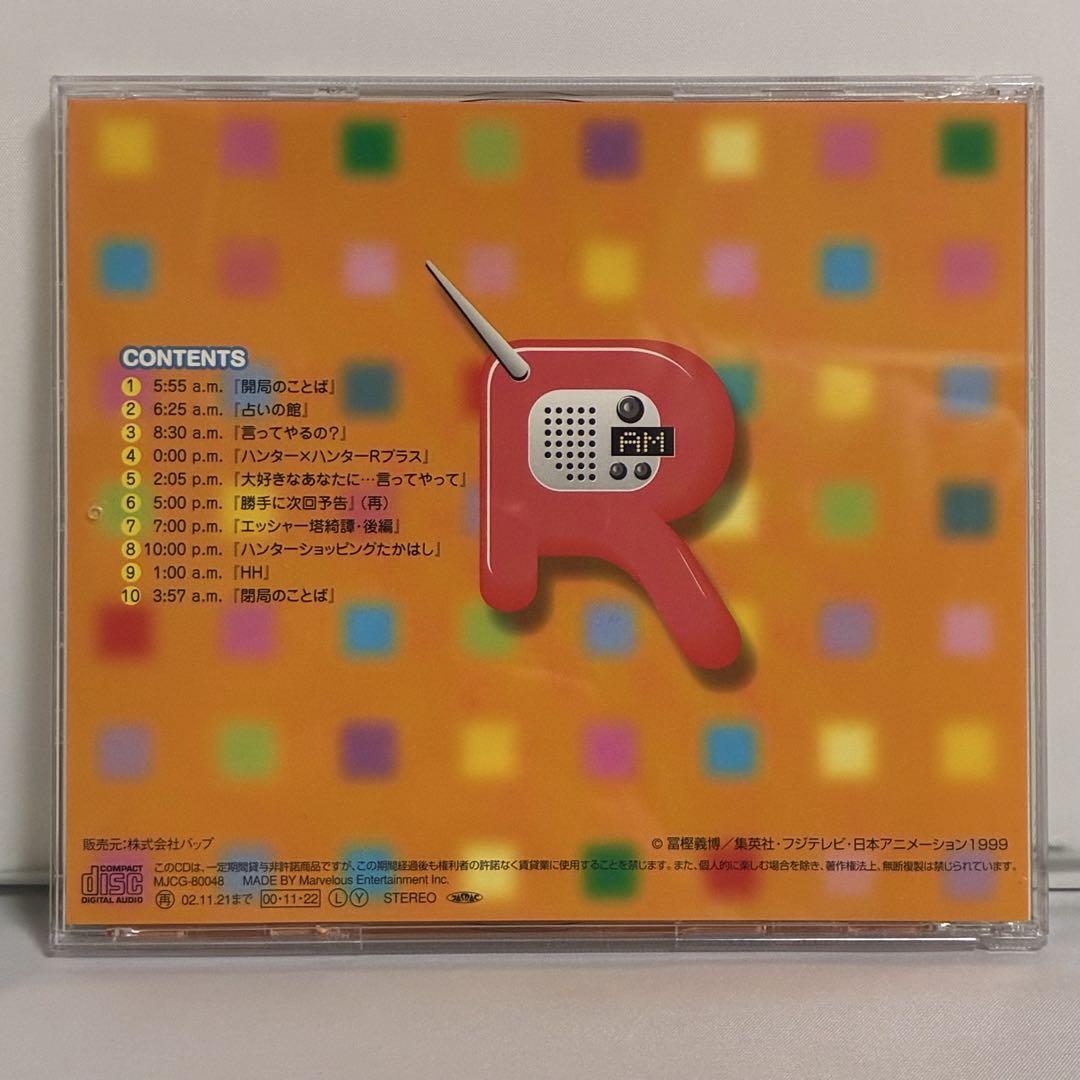 CONTENTS
1 5:55 a.m. 『開局のことば』
2 6:25 a.m. 『占いの館』
3 8:30 a.m. 『言ってやるの?』
4 0:00 p.m. 『ハンター×ハンターRプラス』
5 2:05 p.m. 『大好きなあなたに…言ってやって』
6 5:00 p.m. 『勝手に次回予告』(再)
7 7:00 p.m. 『エッシャー塔綺譚・後編』
8 10:00 p.m. 『ハンターショッピングたかはし』
9 1:00 a.m. 『HH』
10 3:57 a.m. 『閉局のことば』
R
AM
販売元:株式会社バップ
© 冨樫義博/集英社・フジテレビ・日本アニメーション1999
COMPACT
disc
DIGITAL AUDIO
このCDは、一定期間貸与非許諾商品ですが、この期間経過後も権利者の許諾なく賃貸業に使用することを禁じます。また、個人的に楽しむ場合を除き、著作権法上、無断複製は禁じられています。
MJCG-80048 MADE BY Marvelous Entertainment Inc.
再 02.11.21まで 00・11・22 L Y STEREO JASRAC